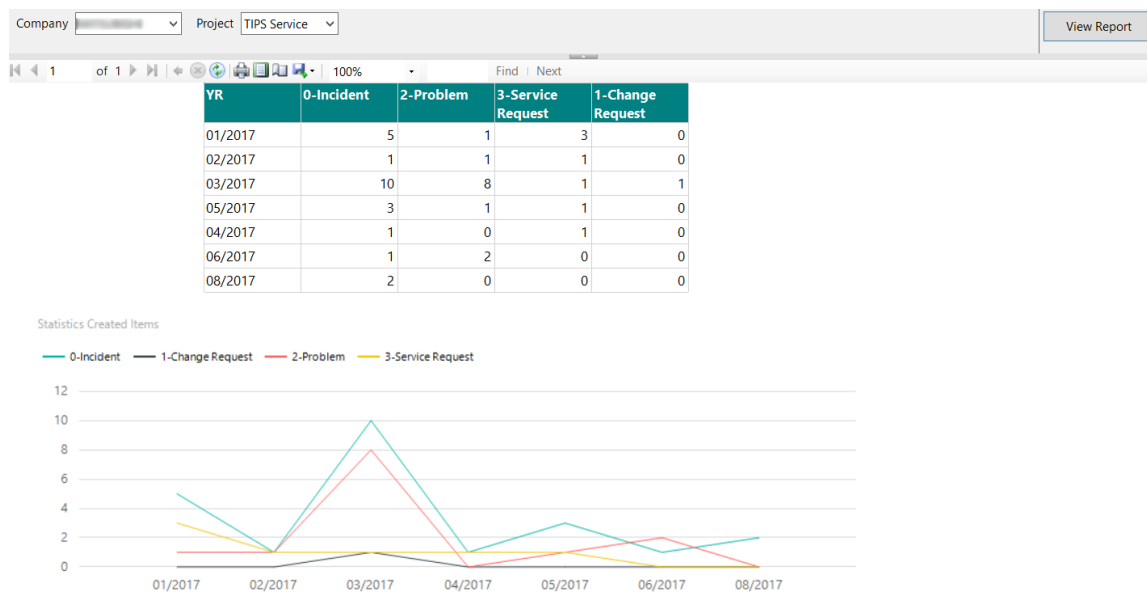 Company Project TIPS Service View Report
1 of 1 100% Find Next
YR 0-Incident 2-Problem 3-Service Request 1-Change Request
01/2017 5 1 3 0
02/2017 1 1 1 0
03/2017 10 8 1 1
05/2017 3 1 1 0
04/2017 1 0 1 0
06/2017 1 2 0 0
08/2017 2 0 0 0
Statistics Created Items
0-Incident 1-Change Request 2-Problem 3-Service Request
12
10
8
6
4
2
0
01/2017 02/2017 03/2017 04/2017 05/2017 06/2017 08/2017